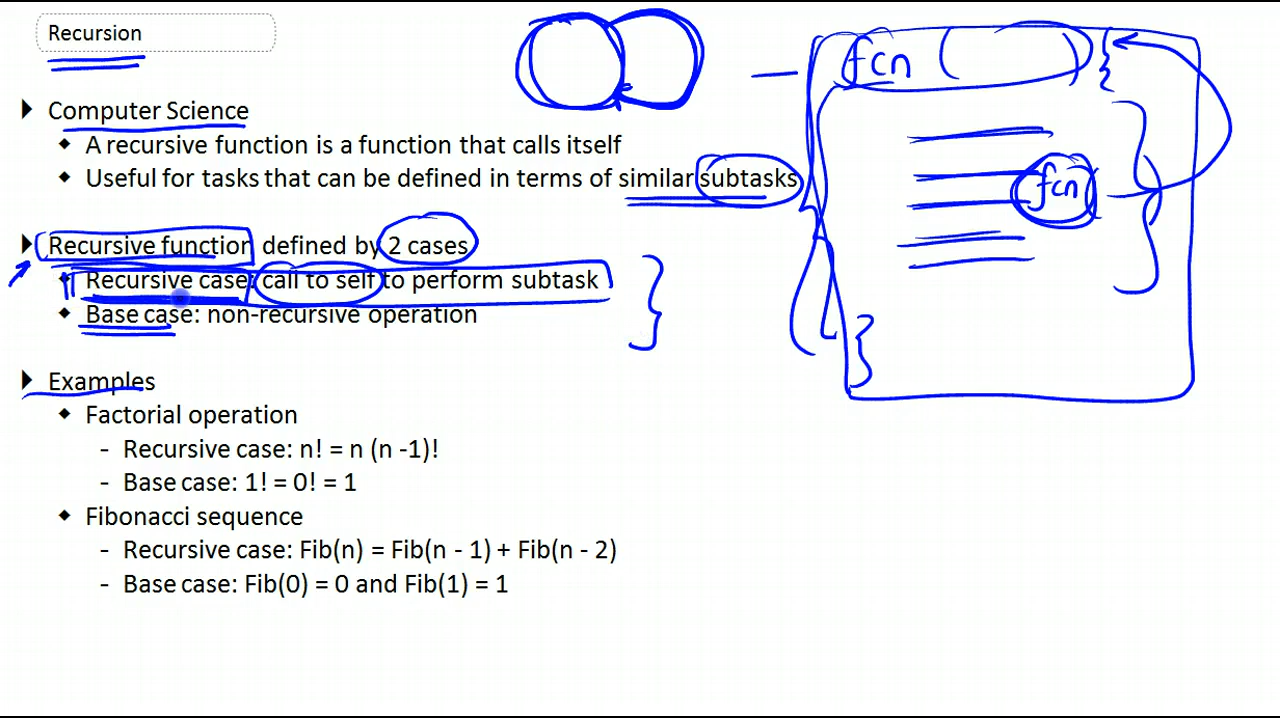 Recursion
Computer Science
A recursive function is a function that calls itself
Useful for tasks that can be defined in terms of similar subtasks
Recursive function defined by 2 cases
Recursive case: call to self to perform subtask
Base case: non-recursive operation
Examples
Factorial operation
- Recursive case: n! = n (n -1)!
- Base case: 1! = 0! = 1
Fibonacci sequence
- Recursive case: Fib(n) = Fib(n - 1) + Fib(n - 2)
- Base case: Fib(0) = 0 and Fib(1) = 1
fcn ( ) {
fcn
}